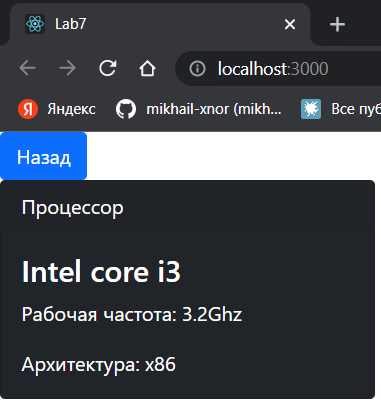 Lab7
localhost:3000
Яндекс mikhail-xnor (mikh... Все пуб
Назад
Процессор
Intel core i3
Рабочая частота: 3.2Ghz
Архитектура: x86